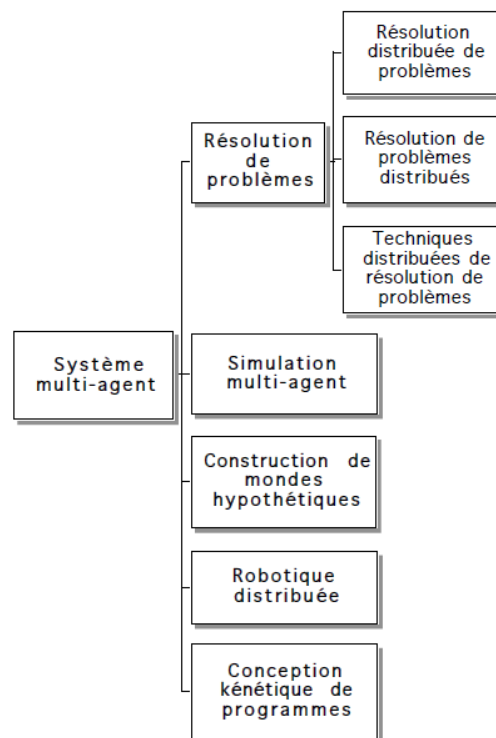 Résolution
distribuée de
problèmes
Résolution
de
problèmes
Résolution de
problèmes
distribués
Techniques
distribuées de
résolution de
problèmes
Système
multi-agent
Simulation
multi-agent
Construction de
mondes
hypothétiques
Robotique
distribuée
Conception
kénétique de
programmes